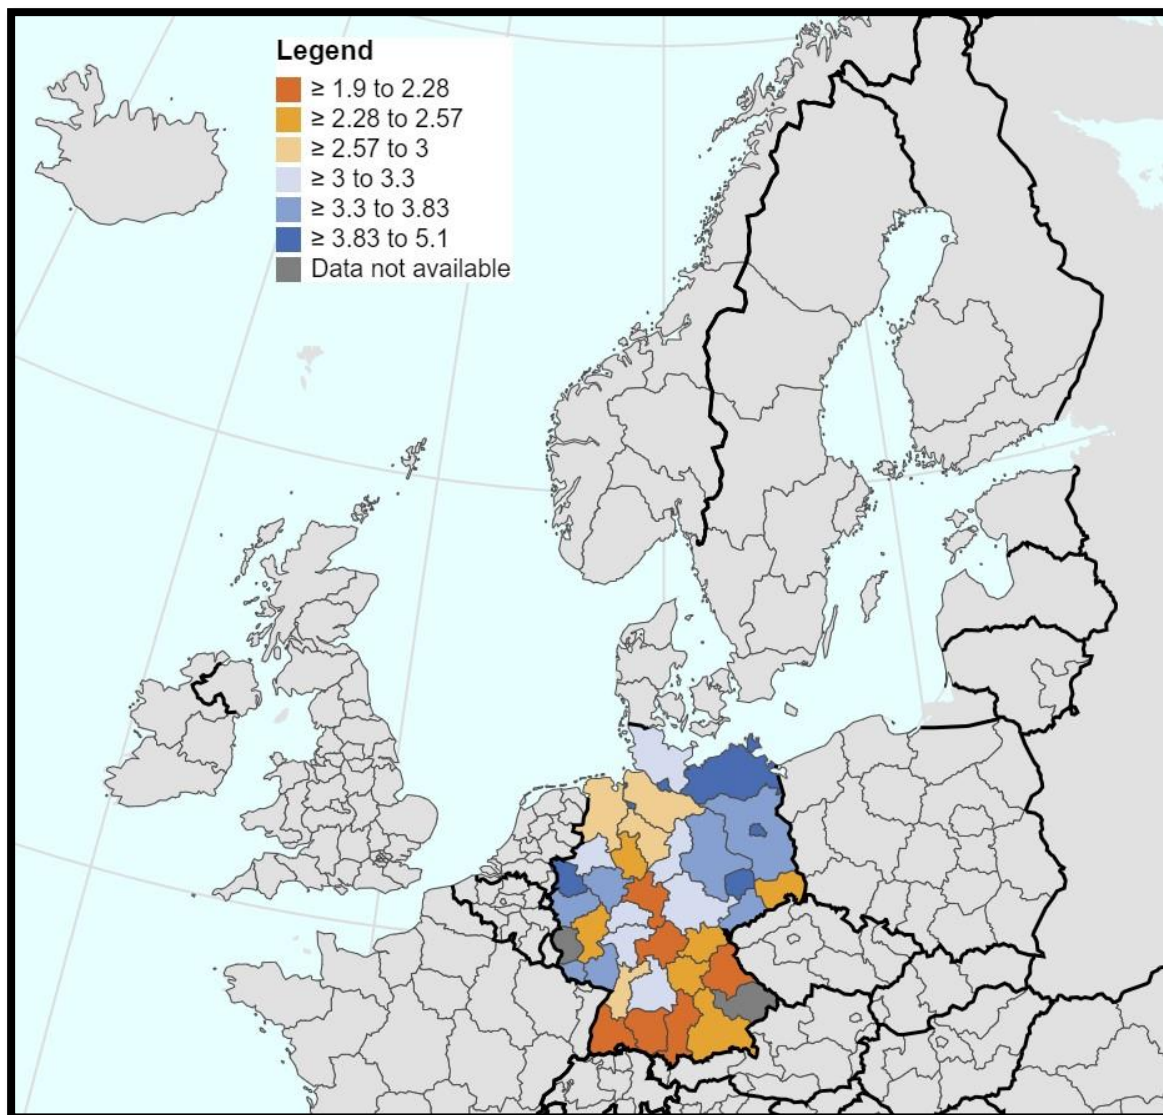 Legend
≥ 1.9 to 2.28
≥ 2.28 to 2.57
≥ 2.57 to 3
≥ 3 to 3.3
≥ 3.3 to 3.83
≥ 3.83 to 5.1
Data not available